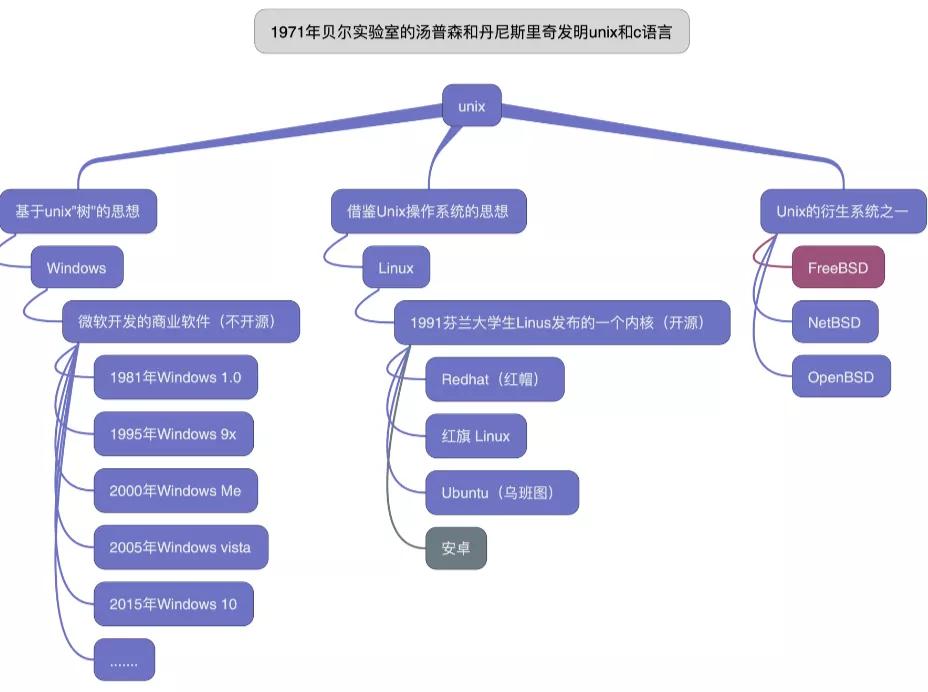 1971年贝尔实验室的汤普森和丹尼斯里奇发明unix和c语言
unix
基于unix"树"的思想
Windows
微软开发的商业软件（不开源）
1981年Windows 1.0
1995年Windows 9x
2000年Windows Me
2005年Windows vista
2015年Windows 10
.......
借鉴Unix操作系统的思想
Linux
1991芬兰大学生Linus发布的一个内核（开源）
Redhat（红帽）
红旗 Linux
Ubuntu（乌班图）
安卓
Unix的衍生系统之一
FreeBSD
NetBSD
OpenBSD